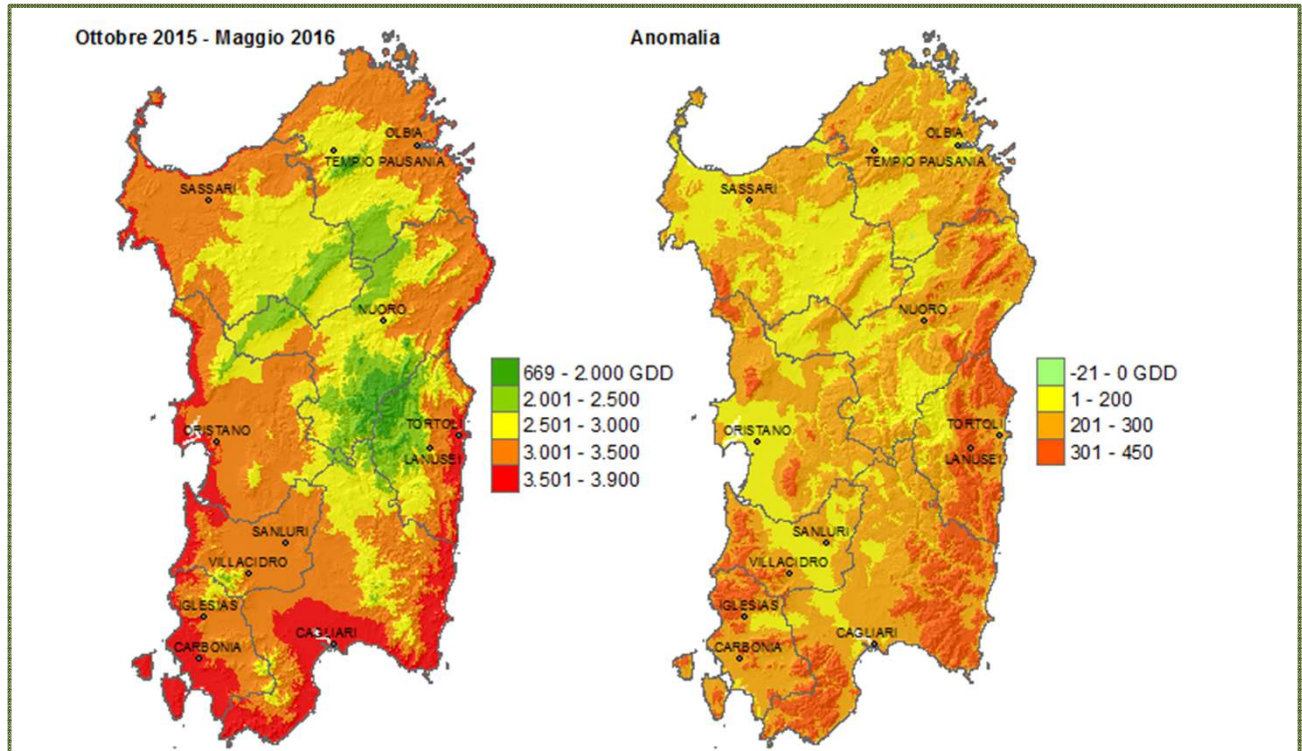 Ottobre 2015 - Maggio 2016
OLBIA
TEMPIO PAUSANIA
SASSARI
NUORO
ORISTANO
TORTOLÌ
LANUSEI
SANLURI
VILLACIDRO
IGLESIAS
CAGLIARI
CARBONIA
669 - 2.000 GDD
2.001 - 2.500
2.501 - 3.000
3.001 - 3.500
3.501 - 3.900
Anomalia
OLBIA
TEMPIO PAUSANIA
SASSARI
NUORO
ORISTANO
TORTOLÌ
LANUSEI
SANLURI
VILLACIDRO
IGLESIAS
CAGLIARI
CARBONIA
-21 - 0 GDD
1 - 200
201 - 300
301 - 450